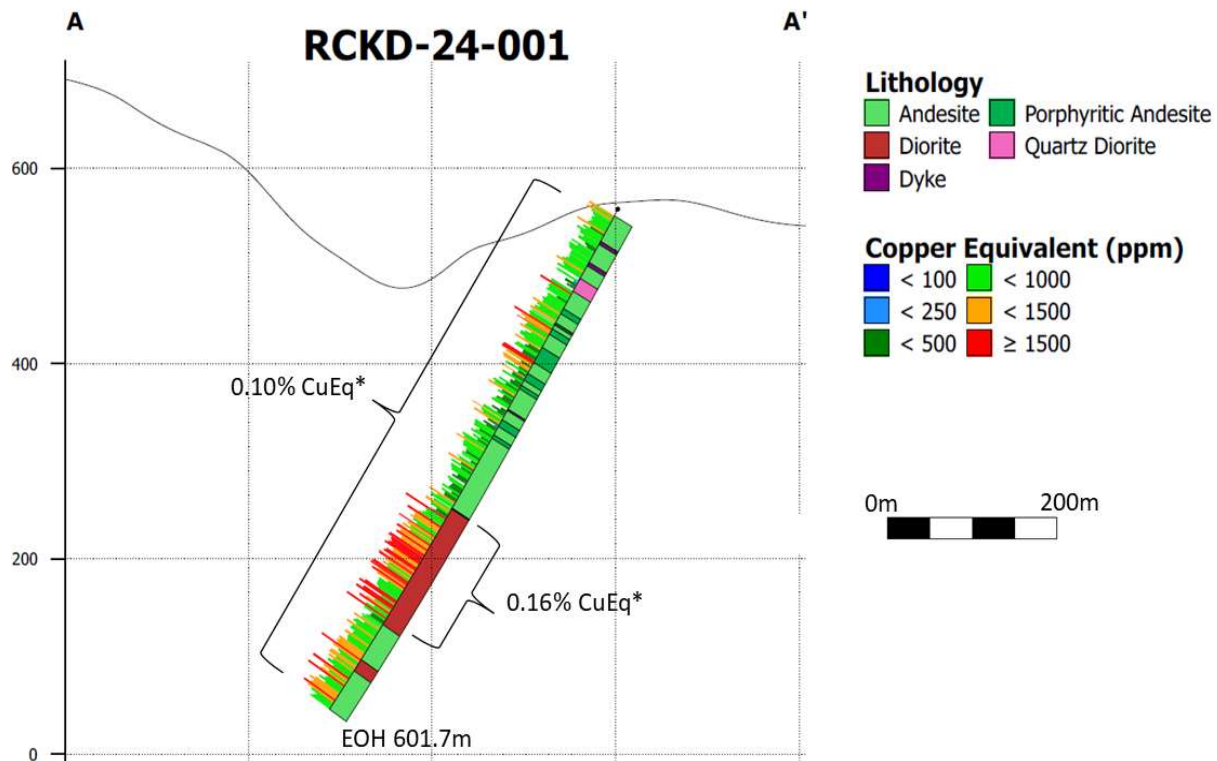 A
A'
RCKD-24-001
600
400
200
0
0.10% CuEq*
0.16% CuEq*
EOH 601.7m
Lithology
Andesite
Porphyritic Andesite
Diorite
Quartz Diorite
Dyke
Copper Equivalent (ppm)
< 100
< 1000
< 250
< 1500
< 500
≥ 1500
0m
200m